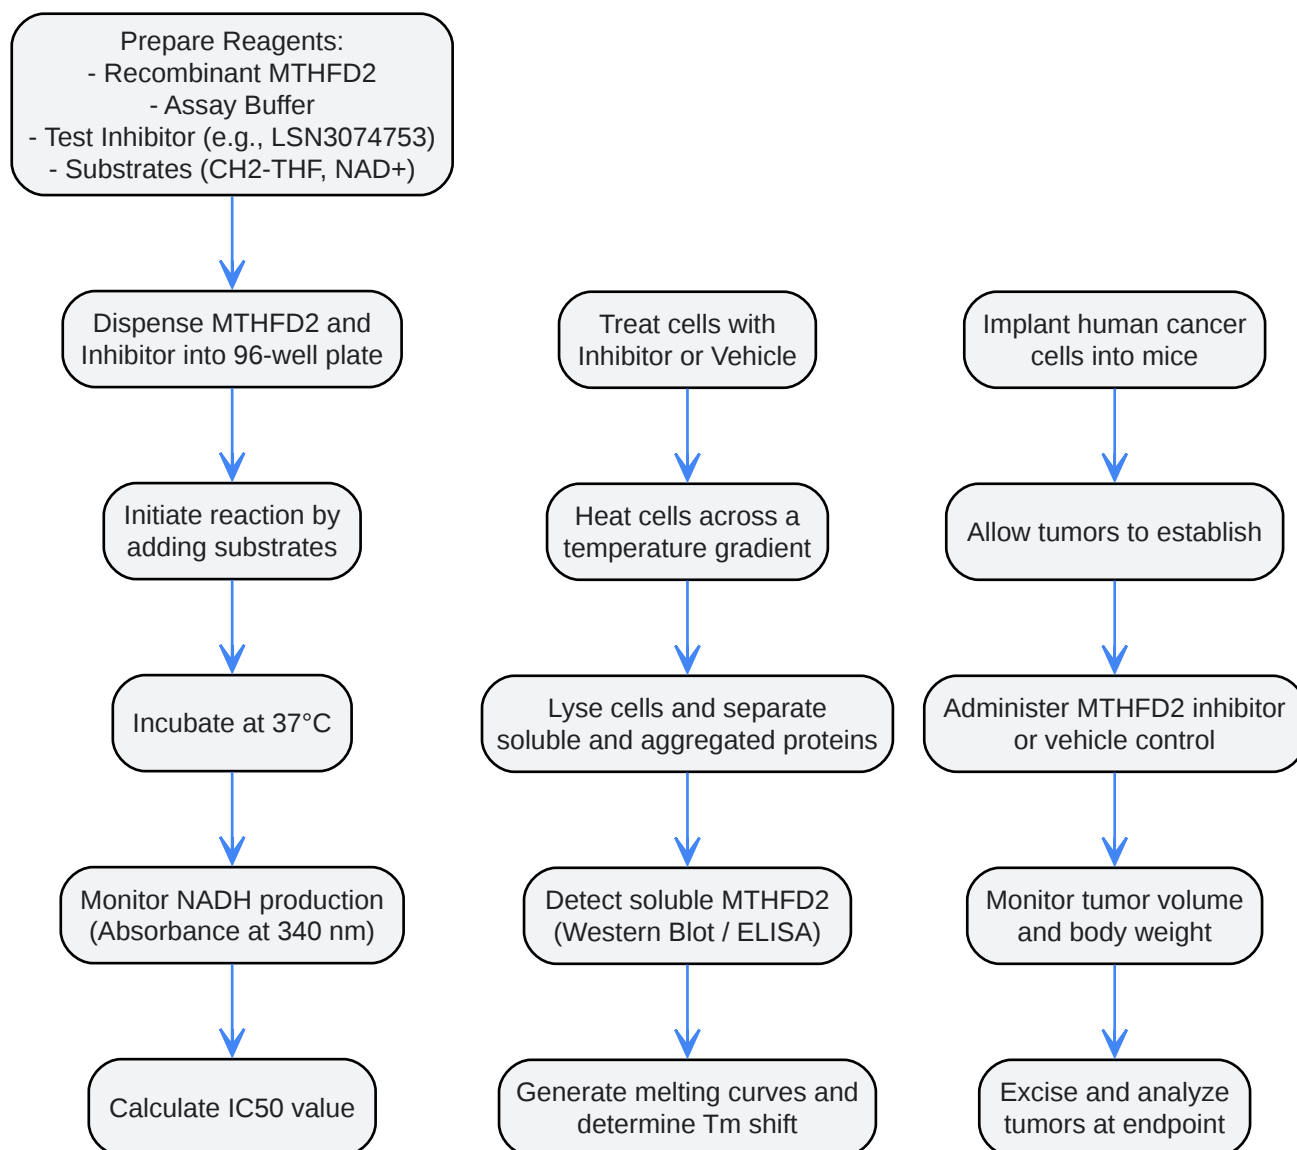 Prepare Reagents:
- Recombinant MTHFD2
- Assay Buffer
- Test Inhibitor (e.g., LSN3074753)
- Substrates (CH2-THF, NAD+)
Dispense MTHFD2 and
Inhibitor into 96-well plate
Initiate reaction by
adding substrates
Incubate at 37°C
Monitor NADH production
(Absorbance at 340 nm)
Calculate IC50 value
Treat cells with
Inhibitor or Vehicle
Heat cells across a
temperature gradient
Lyse cells and separate
soluble and aggregated proteins
Detect soluble MTHFD2
(Western Blot / ELISA)
Generate melting curves and
determine Tm shift
Implant human cancer
cells into mice
Allow tumors to establish
Administer MTHFD2 inhibitor
or vehicle control
Monitor tumor volume
and body weight
Excise and analyze
tumors at endpoint